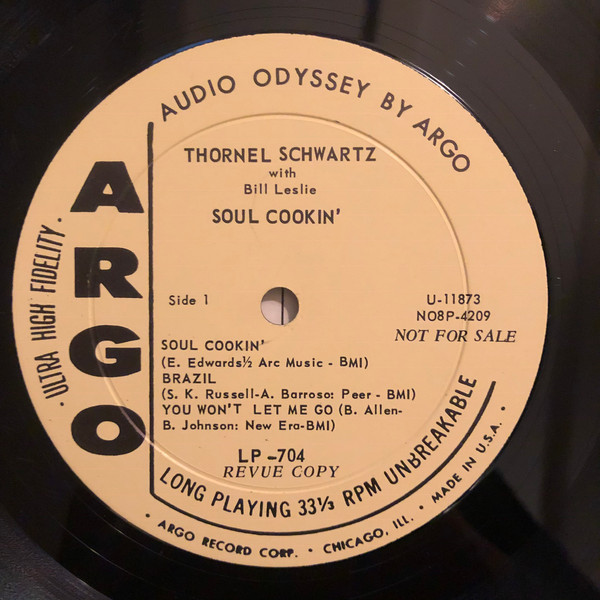 AUDIO ODYSSEY BY ARGO
THORNEL SCHWARTZ
with
Bill Leslie
SOUL COOKIN'
ARGO
· ULTRA HIGH FIDELITY ·
Side 1
U-11873
NO8P-4209
NOT FOR SALE
SOUL COOKIN'
(E. Edwards½ Arc Music - BMI)
BRAZIL
(S. K. Russell-A. Barroso: Peer - BMI)
YOU WON'T LET ME GO (B. Allen-
B. Johnson: New Era-BMI)
LP -704
REVUE COPY
LONG PLAYING 33⅓ RPM UNBREAKABLE
· ARGO RECORD CORP. · CHICAGO, ILL. · MADE IN U.S.A. ·